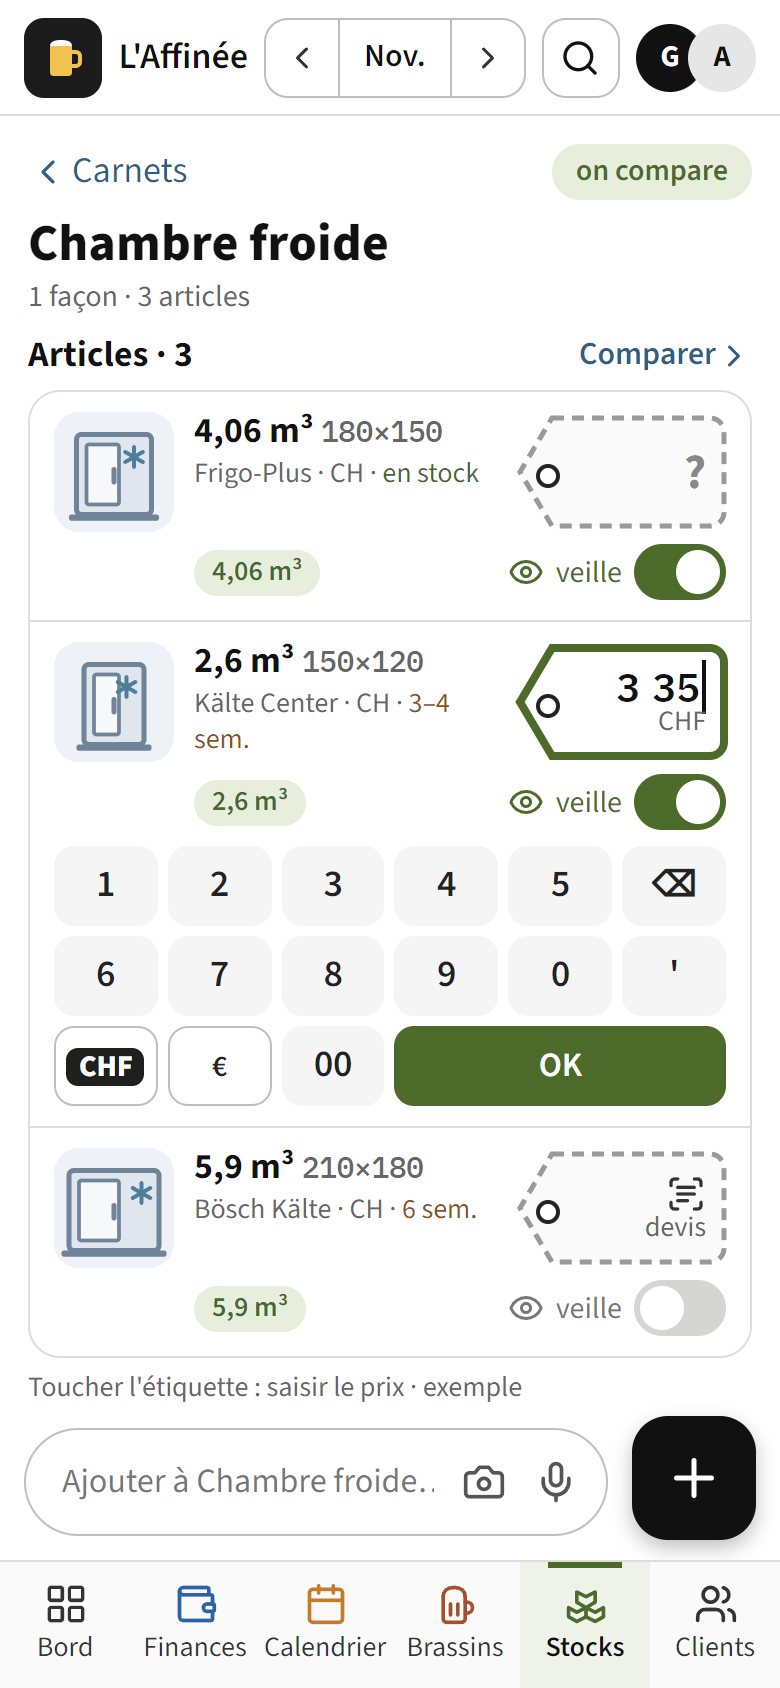 L'Affinée
Nov.
G A
Carnets
on compare
Chambre froide
1 façon · 3 articles
Articles · 3
Comparer
4,06 m³ 180×150
Frigo-Plus · CH · en stock
?
4,06 m³
veille
2,6 m³ 150×120
Kälte Center · CH · 3–4
sem.
3 35
CHF
2,6 m³
veille
1 2 3 4 5 ⌫
6 7 8 9 0 '
CHF € 00 OK
5,9 m³ 210×180
Bösch Kälte · CH · 6 sem.
devis
5,9 m³
veille
Toucher l'étiquette : saisir le prix · exemple
Ajouter à Chambre froide…
Bord Finances Calendrier Brassins Stocks Clients